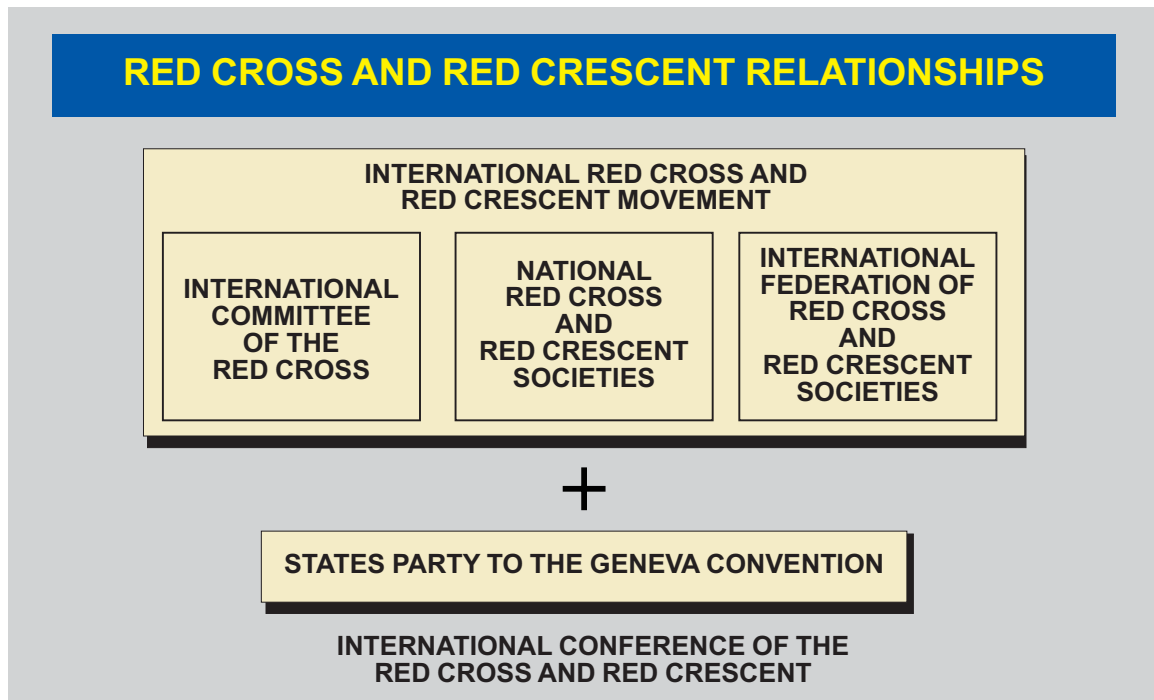 RED CROSS AND RED CRESCENT RELATIONSHIPS
INTERNATIONAL RED CROSS AND
RED CRESCENT MOVEMENT
INTERNATIONAL
COMMITTEE
OF THE
RED CROSS
NATIONAL
RED CROSS
AND
RED CRESCENT
SOCIETIES
INTERNATIONAL
FEDERATION OF
RED CROSS
AND
RED CRESCENT
SOCIETIES
+
STATES PARTY TO THE GENEVA CONVENTION
INTERNATIONAL CONFERENCE OF THE
RED CROSS AND RED CRESCENT